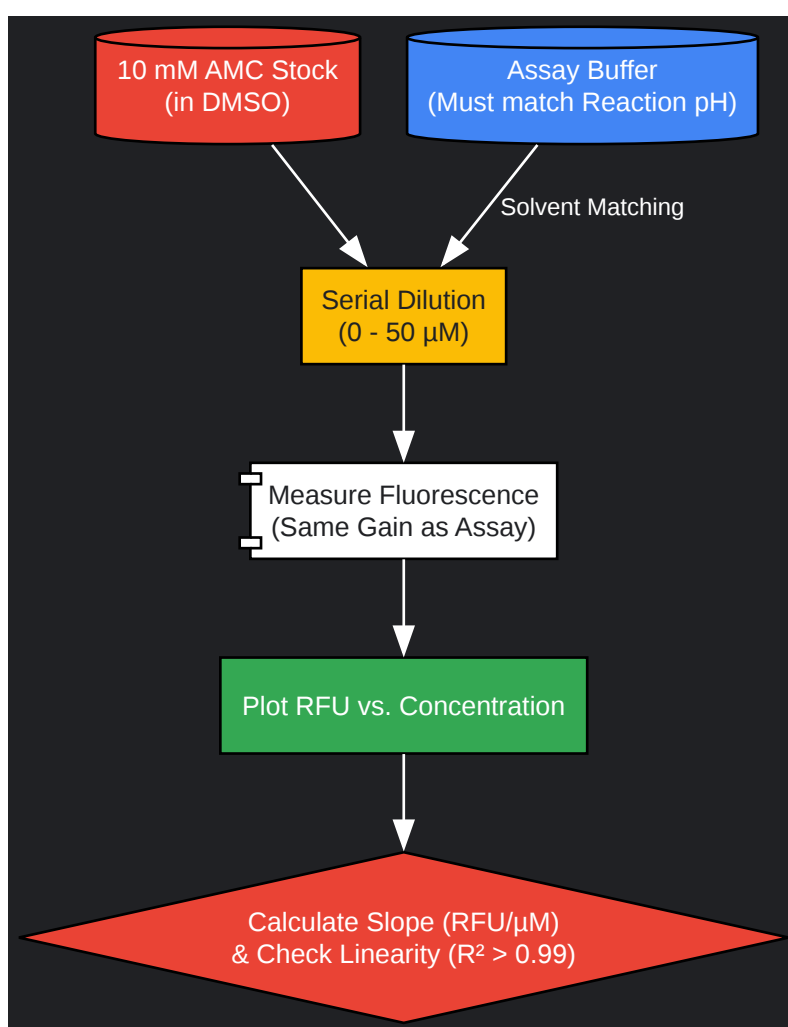 10 mM AMC Stock
(in DMSO)
Assay Buffer
(Must match Reaction pH)
Solvent Matching
Serial Dilution
(0 - 50 µM)
Measure Fluorescence
(Same Gain as Assay)
Plot RFU vs. Concentration
Calculate Slope (RFU/µM)
& Check Linearity (R² > 0.99)